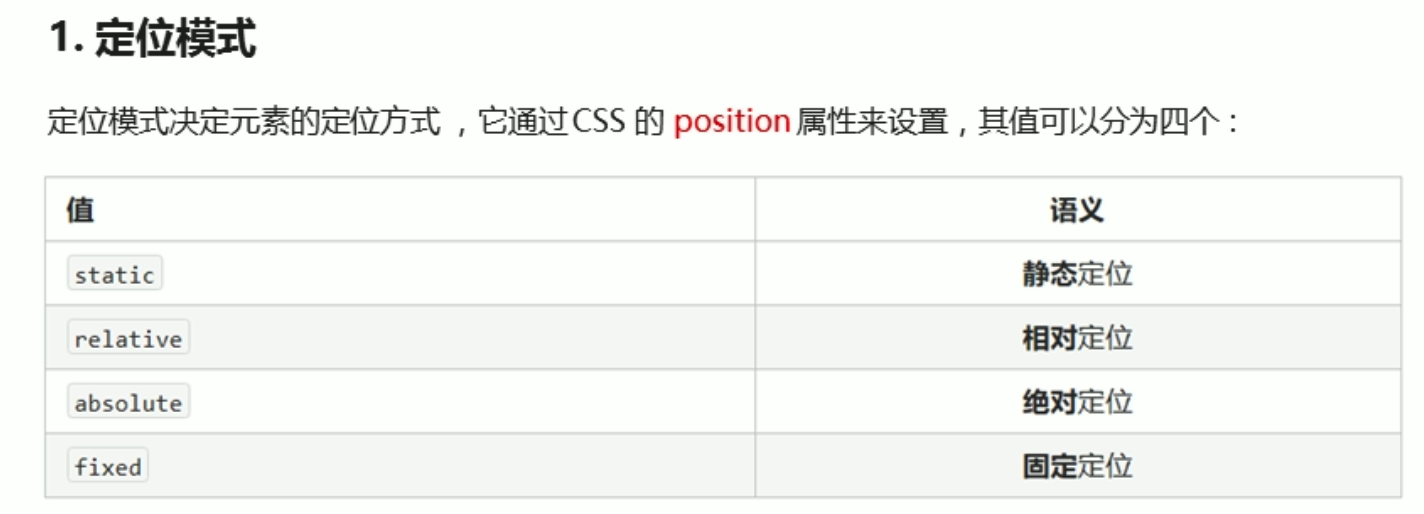 1. 定位模式
定位模式决定元素的定位方式 ，它通过CSS 的 position 属性来设置，其值可以分为四个：
值 语义
static 静态定位
relative 相对定位
absolute 绝对定位
fixed 固定定位